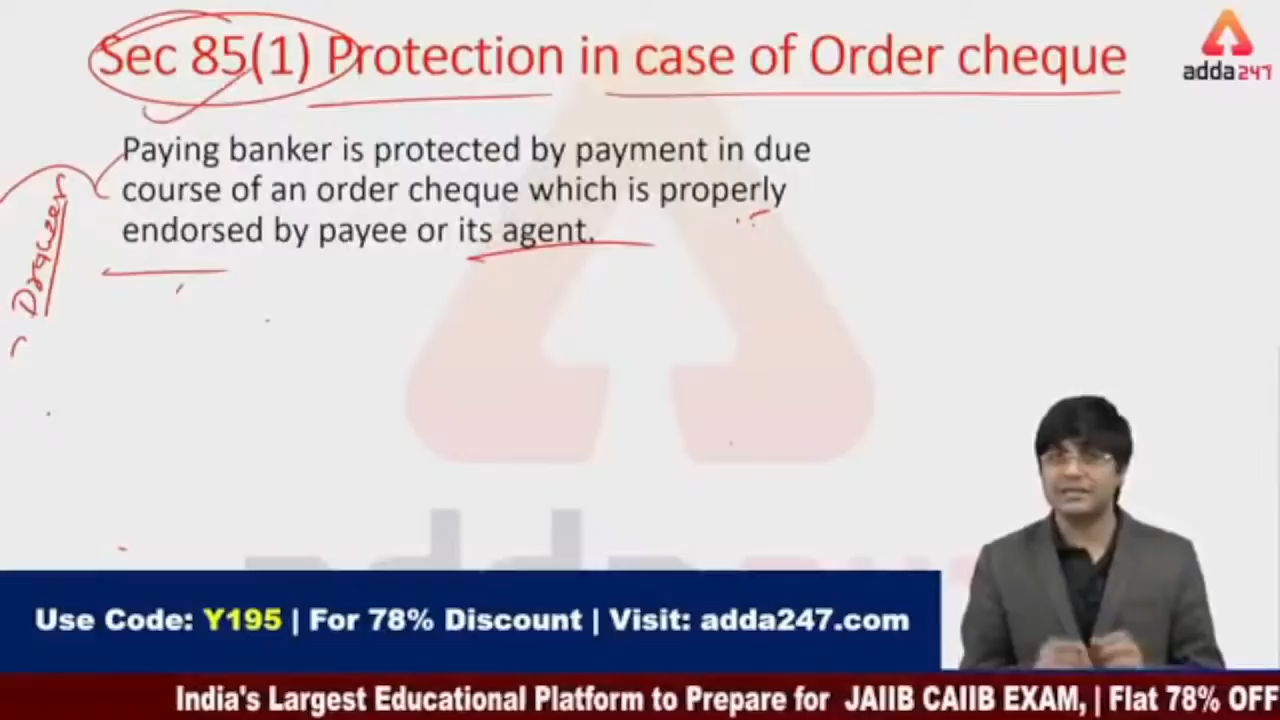 Sec 85(1) Protection in case of Order cheque
adda247
Paying banker is protected by payment in due
course of an order cheque which is properly
endorsed by payee or its agent.
Drawee
Use Code: Y195 | For 78% Discount | Visit: adda247.com
India's Largest Educational Platform to Prepare for JAIIB CAIIB EXAM, | Flat 78% OFF